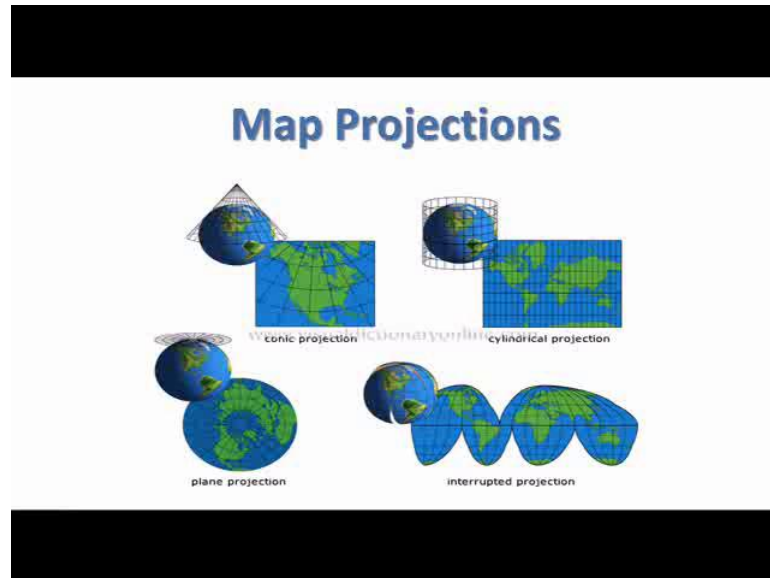 Map Projections
conic projection
cylindrical projection
plane projection
interrupted projection